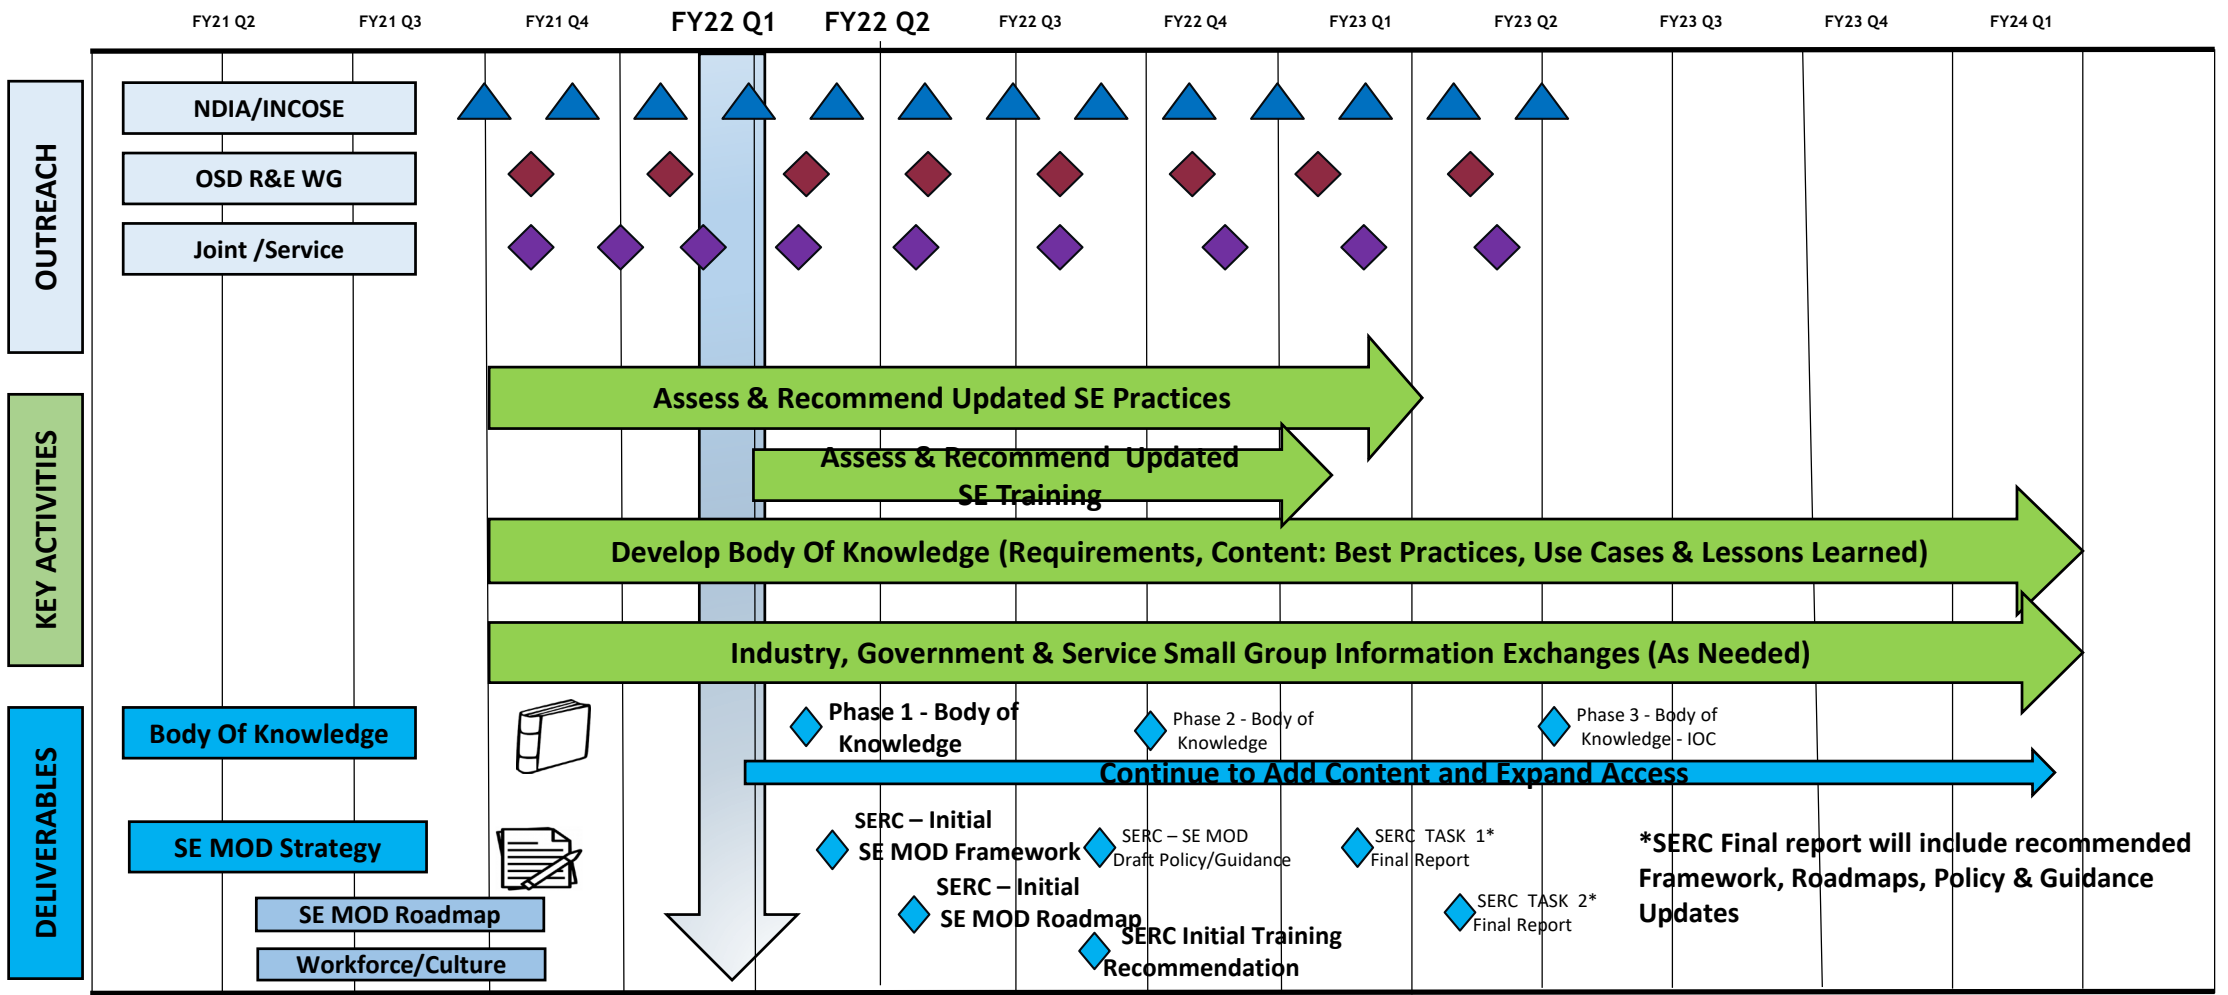 FY21 Q2 FY21 Q3 FY21 Q4 FY22 Q1 FY22 Q2 FY22 Q3 FY22 Q4 FY23 Q1 FY23 Q2 FY23 Q3 FY23 Q4 FY24 Q1
OUTREACH
NDIA/INCOSE
OSD R&E WG
Joint /Service
KEY ACTIVITIES
Assess & Recommend Updated SE Practices
Assess & Recommend Updated
SE Training
Develop Body Of Knowledge (Requirements, Content: Best Practices, Use Cases & Lessons Learned)
Industry, Government & Service Small Group Information Exchanges (As Needed)
DELIVERABLES
Body Of Knowledge
Phase 1 - Body of
Knowledge
Phase 2 - Body of
Knowledge
Phase 3 - Body of
Knowledge - IOC
Continue to Add Content and Expand Access
SE MOD Strategy
SERC – Initial
SE MOD Framework
SERC – SE MOD
Draft Policy/Guidance
SERC TASK 1*
Final Report
*SERC Final report will include recommended
Framework, Roadmaps, Policy & Guidance
Updates
SE MOD Roadmap
SERC – Initial
SE MOD Roadmap
SERC TASK 2*
Final Report
Workforce/Culture
SERC Initial Training
Recommendation